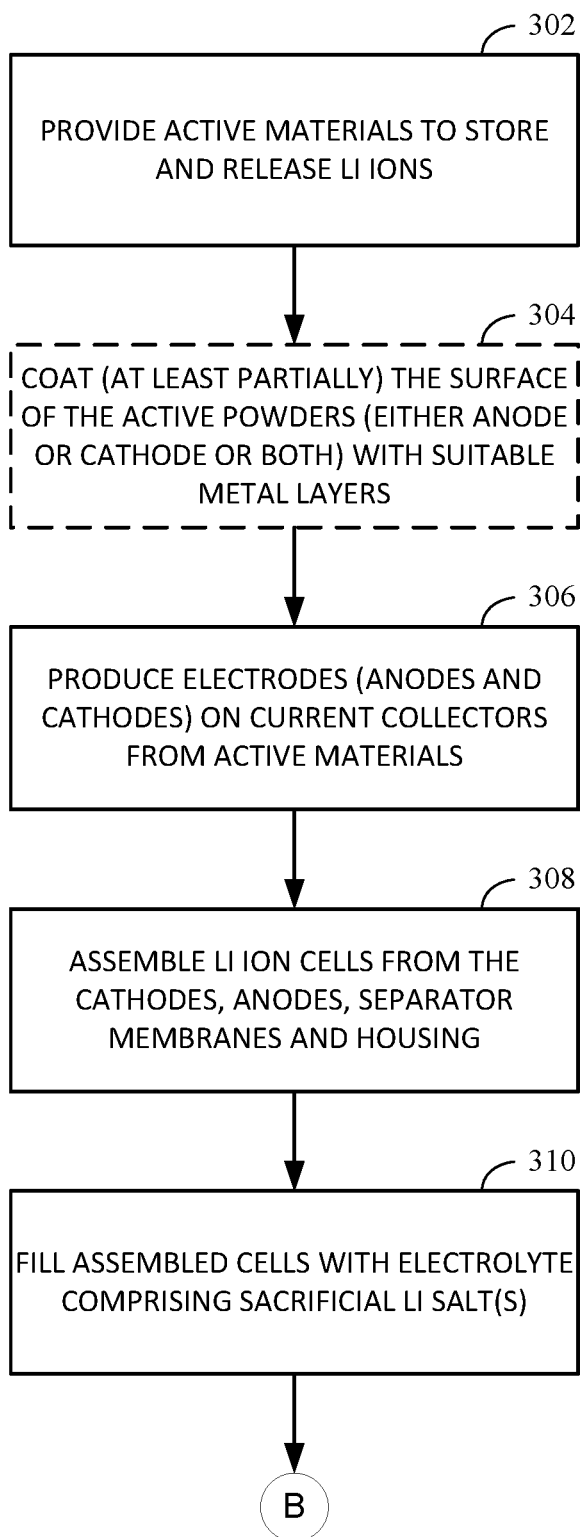 302
PROVIDE ACTIVE MATERIALS TO STORE
AND RELEASE LI IONS
304
COAT (AT LEAST PARTIALLY) THE SURFACE
OF THE ACTIVE POWDERS (EITHER ANODE
OR CATHODE OR BOTH) WITH SUITABLE
METAL LAYERS
306
PRODUCE ELECTRODES (ANODES AND
CATHODES) ON CURRENT COLLECTORS
FROM ACTIVE MATERIALS
308
ASSEMBLE LI ION CELLS FROM THE
CATHODES, ANODES, SEPARATOR
MEMBRANES AND HOUSING
310
FILL ASSEMBLED CELLS WITH ELECTROLYTE
COMPRISING SACRIFICIAL LI SALT(S)
B